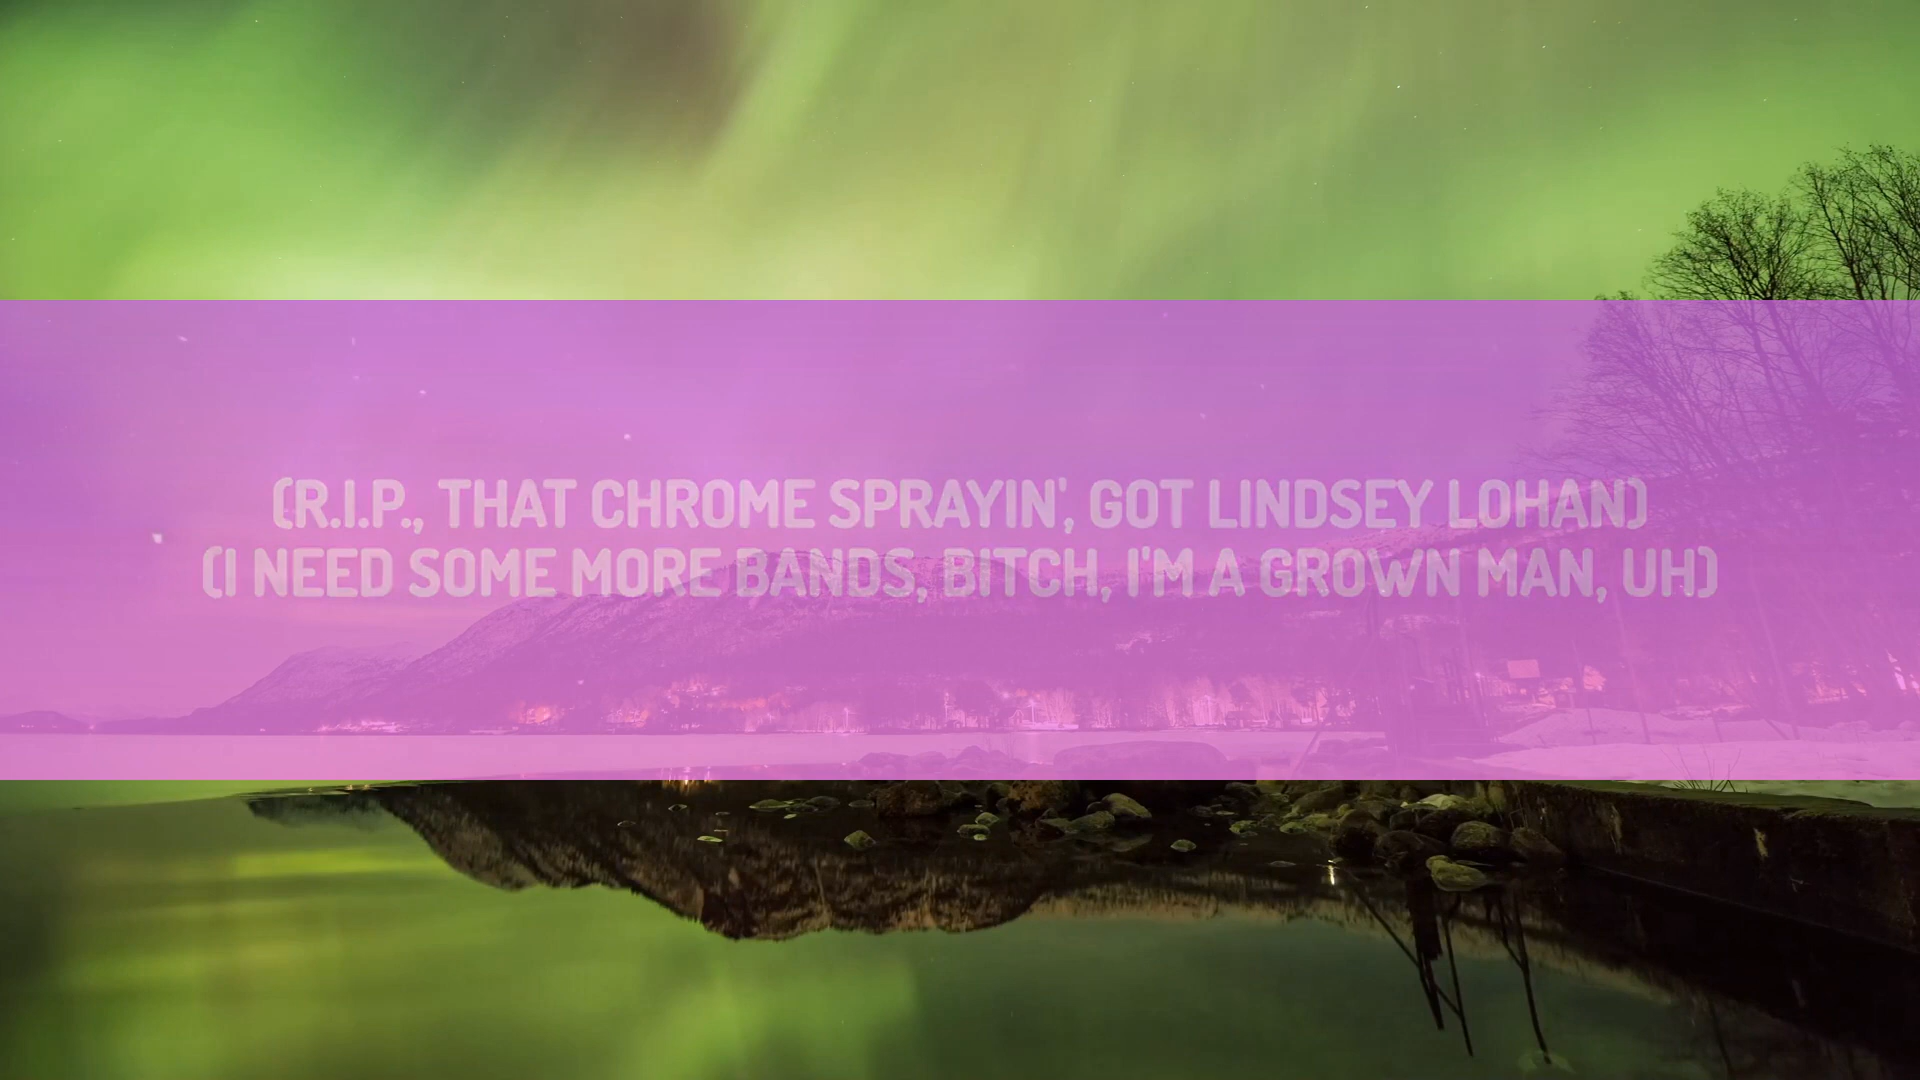 (R.I.P., THAT CHROME SPRAYIN', GOT LINDSEY LOHAN)
(I NEED SOME MORE BANDS, BITCH, I'M A GROWN MAN, UH)